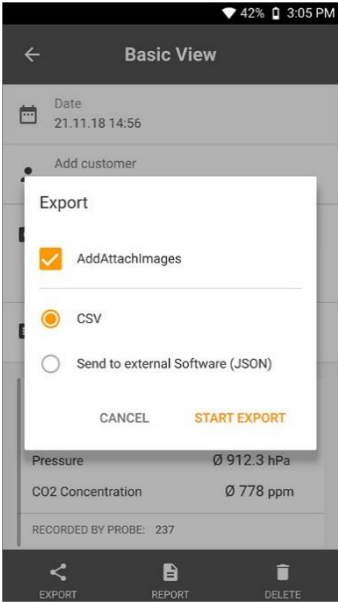 42% 3:05 PM
Basic View
Date
21.11.18 14:56
Add customer
Export
AddAttachImages
CSV
Send to external Software (JSON)
CANCEL START EXPORT
Pressure Ø 912.3 hPa
CO2 Concentration Ø 778 ppm
RECORDED BY PROBE: 237
EXPORT REPORT DELETE